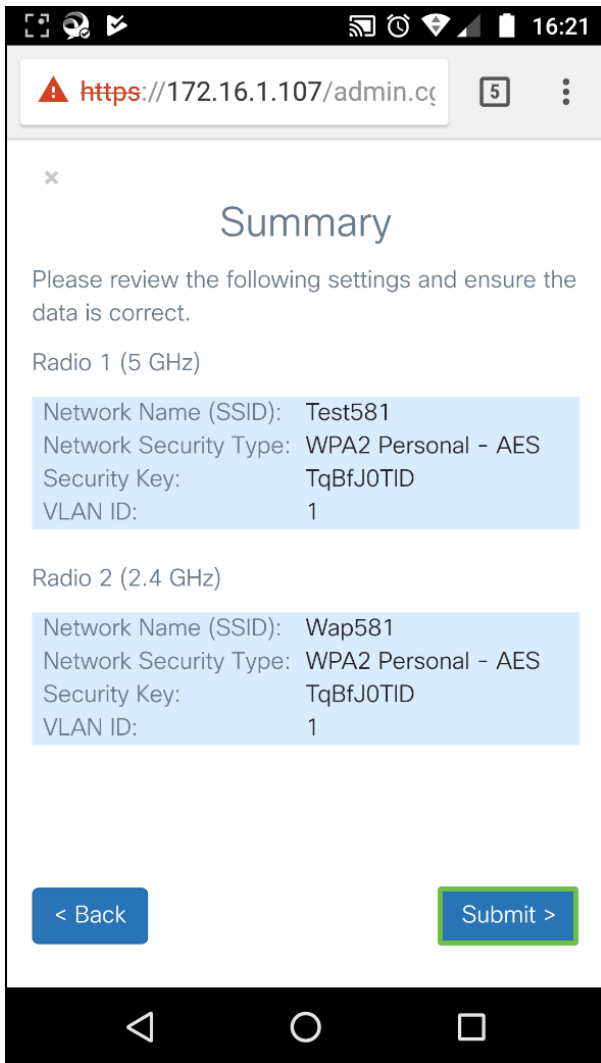 16:21
https://172.16.1.107/admin.cg
5
×
Summary
Please review the following settings and ensure the
data is correct.
Radio 1 (5 GHz)
Network Name (SSID): Test581
Network Security Type: WPA2 Personal - AES
Security Key: TqBfJ0TlD
VLAN ID: 1
Radio 2 (2.4 GHz)
Network Name (SSID): Wap581
Network Security Type: WPA2 Personal - AES
Security Key: TqBfJ0TlD
VLAN ID: 1
< Back
Submit >